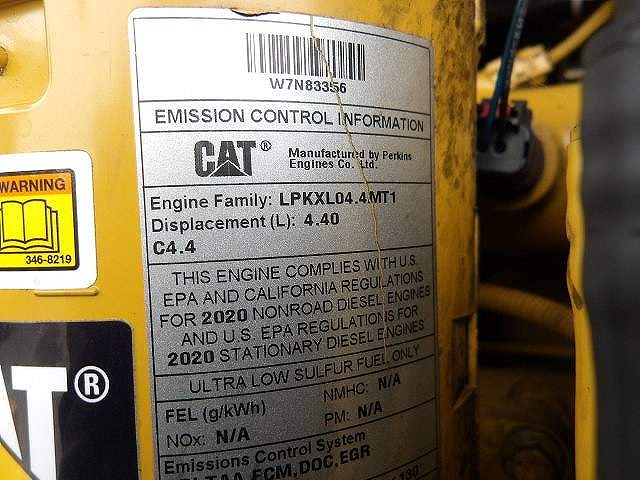 W7N83356
EMISSION CONTROL INFORMATION
CAT®
Manufactured by Perkins
Engines Co. Ltd.
Engine Family: LPKXL04.4MT1
Displacement (L): 4.40
C4.4
THIS ENGINE COMPLIES WITH U.S.
EPA AND CALIFORNIA REGULATIONS
FOR 2020 NONROAD DIESEL ENGINES
AND U.S. EPA REGULATIONS FOR
2020 STATIONARY DIESEL ENGINES
ULTRA LOW SULFUR FUEL ONLY
FEL (g/kWh)
NMHC: N/A
NOx: N/A
PM: N/A
Emissions Control System
ECM,DOC,EGR
WARNING
346-8219
AT®